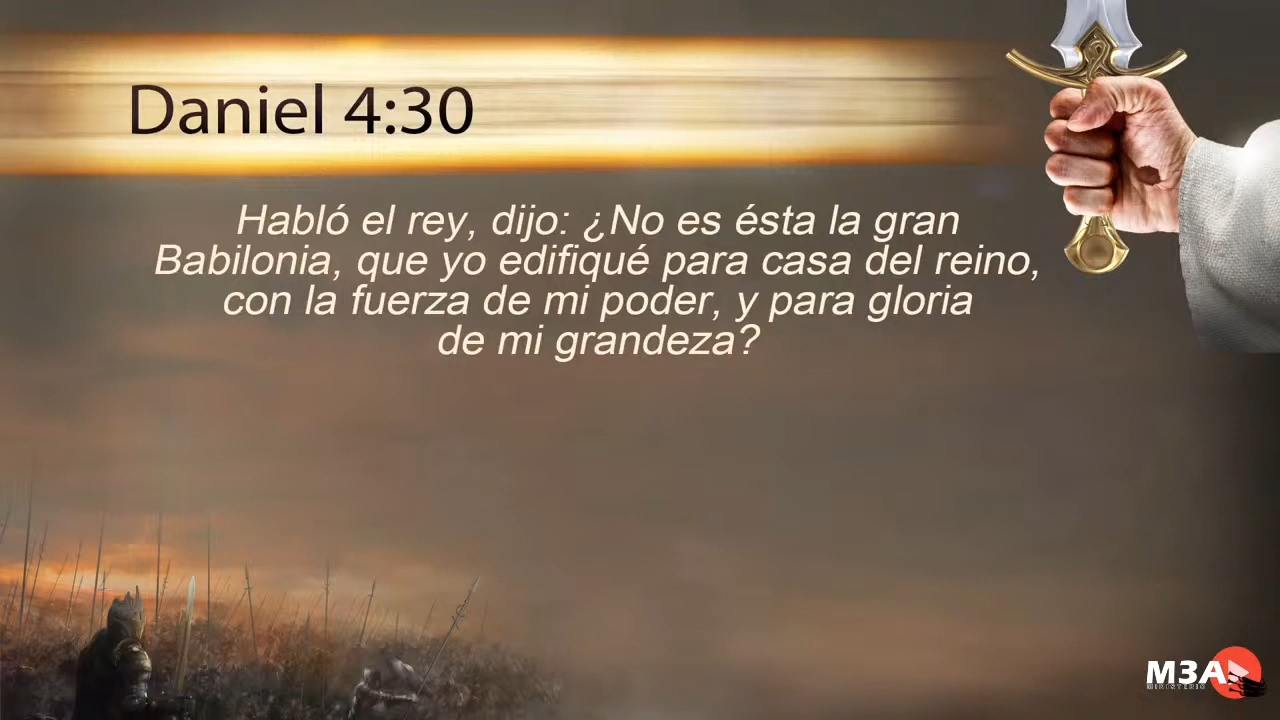 Daniel 4:30
Habló el rey, dijo: ¿No es ésta la gran
Babilonia, que yo edifiqué para casa del reino,
con la fuerza de mi poder, y para gloria
de mi grandeza?
M3A
MINISTERIO